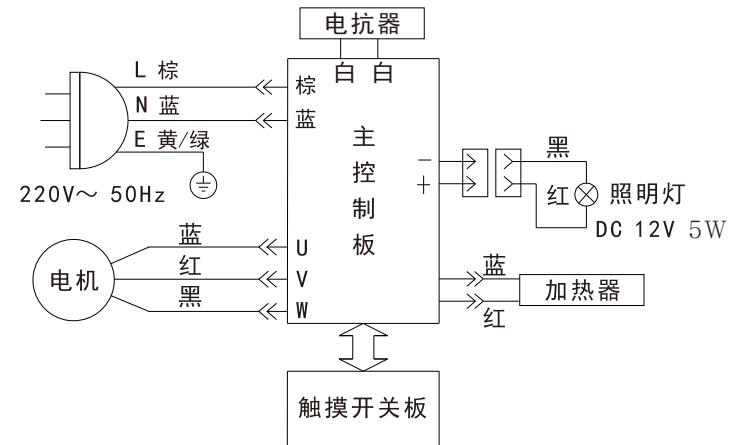 电抗器
白 白
L 棕
棕
N 蓝
蓝
E 黄/绿
220V～ 50Hz
主控制板
−
+
黑
红
照明灯
DC 12V 5W
电机
蓝
U
红
V
黑
W
蓝
红
加热器
触摸开关板